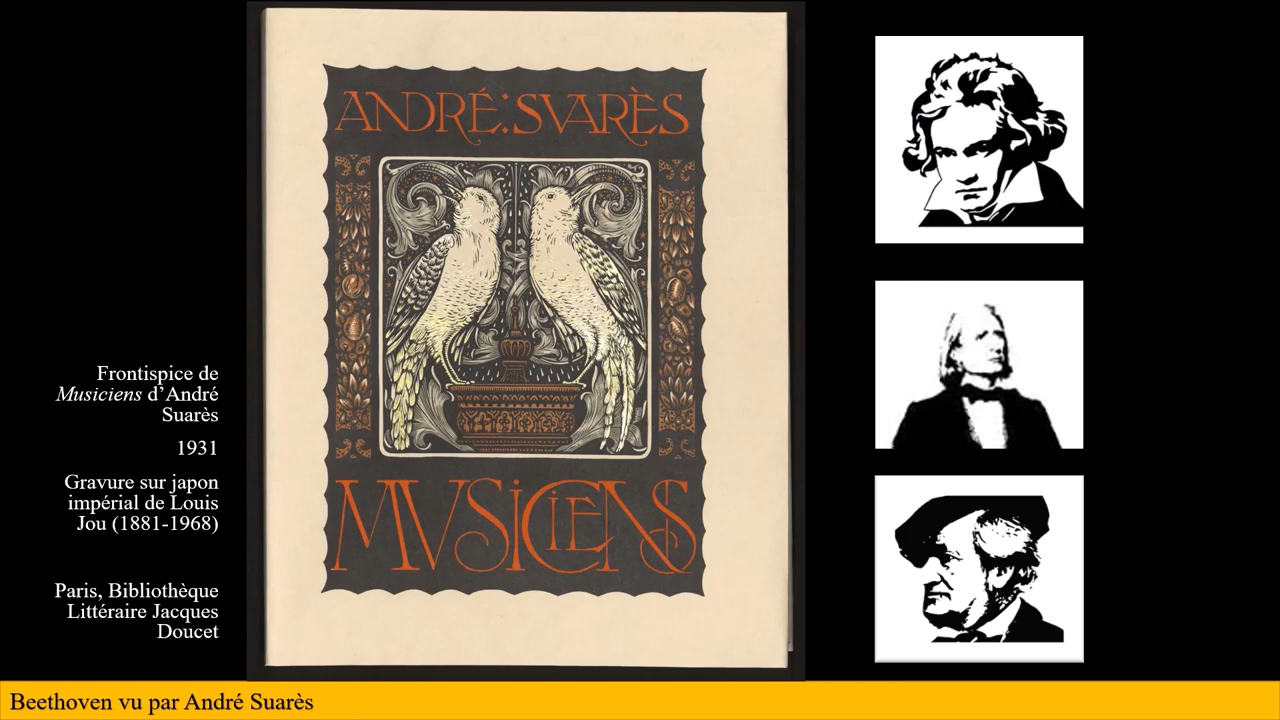 ANDRÉ:SVARÈS
MVSiCiENS
Frontispice de
Musiciens d’André
Suarès
1931
Gravure sur japon
impérial de Louis
Jou (1881-1968)
Paris, Bibliothèque
Littéraire Jacques
Doucet
Beethoven vu par André Suarès